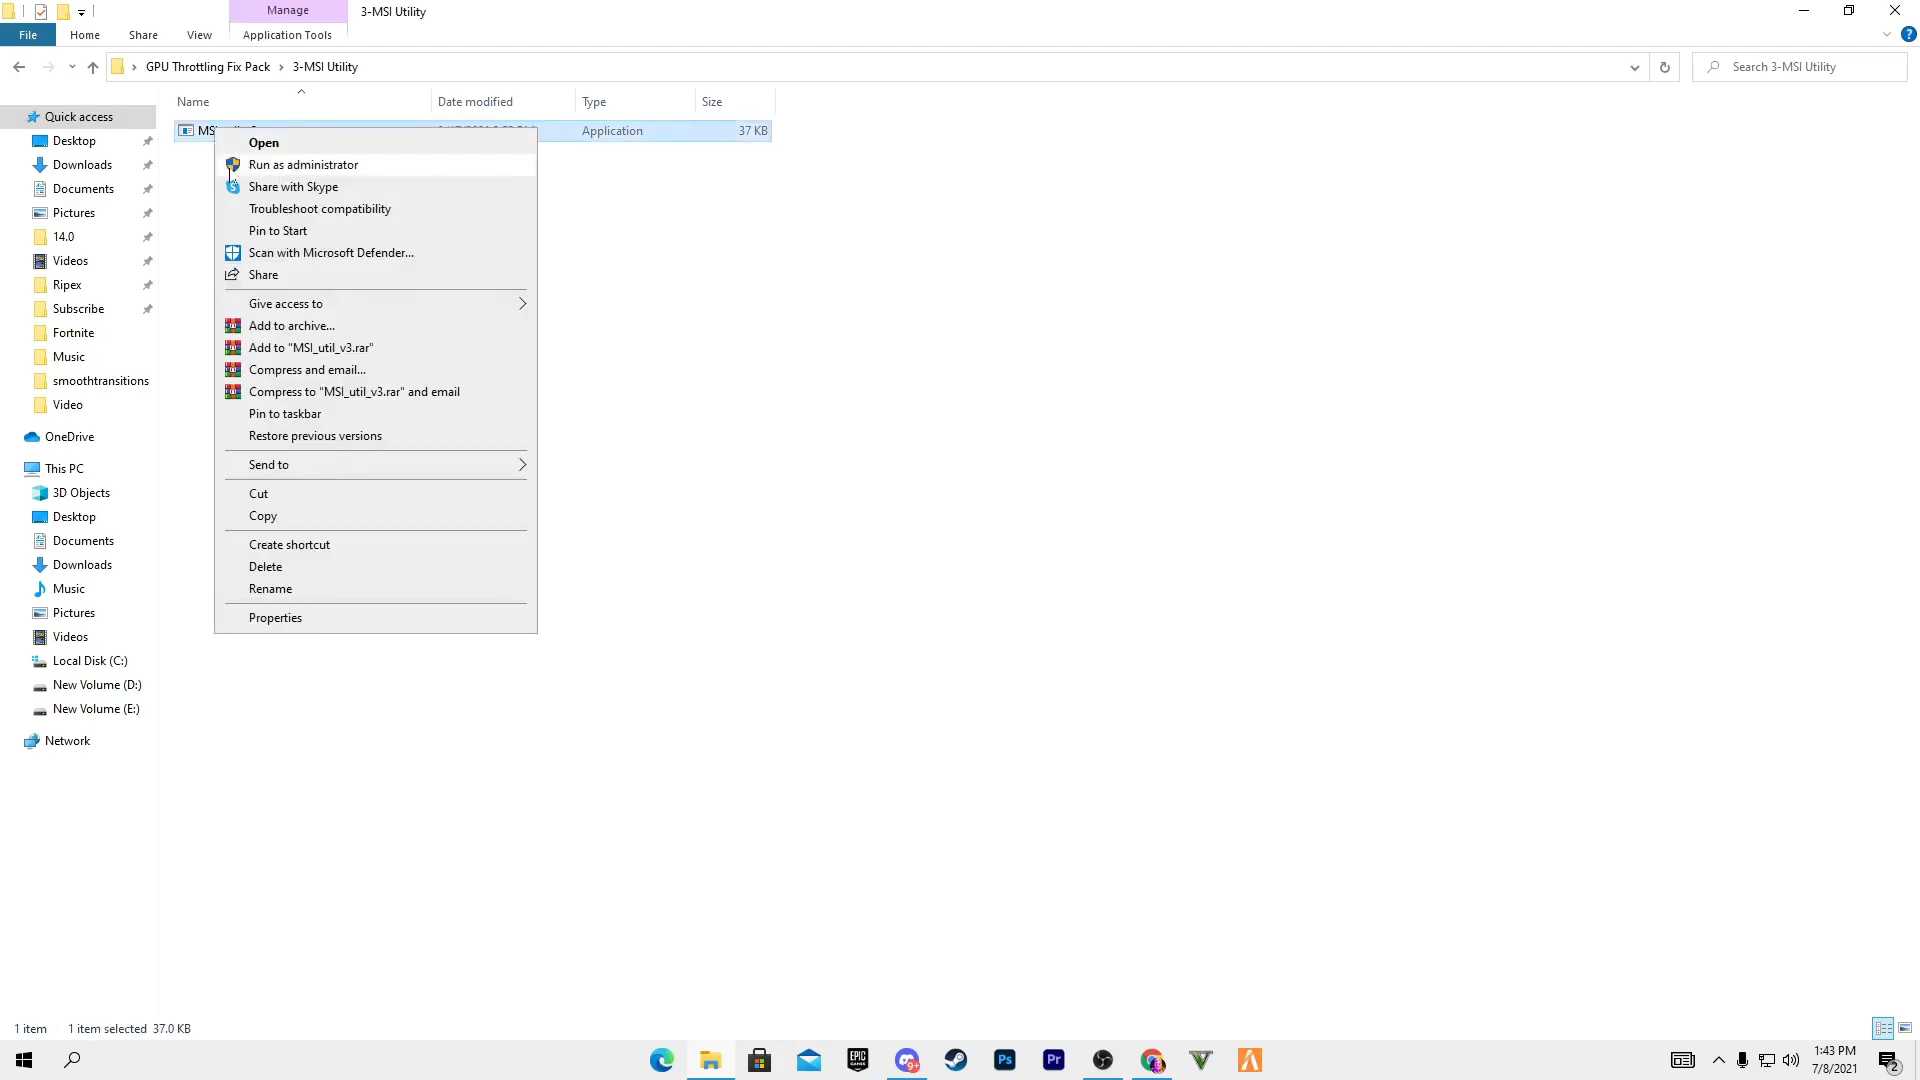 Manage
3-MSI Utility
File
Home
Share
View
Application Tools
GPU Throttling Fix Pack
3-MSI Utility
Search 3-MSI Utility
Name
Date modified
Type
Size
Application
37 KB
Quick access
Desktop
Downloads
Documents
Pictures
14.0
Videos
Ripex
Subscribe
Fortnite
Music
smoothtransitions
Video
OneDrive
This PC
3D Objects
Desktop
Documents
Downloads
Music
Pictures
Videos
Local Disk (C:)
New Volume (D:)
New Volume (E:)
Network
Open
Run as administrator
Share with Skype
Troubleshoot compatibility
Pin to Start
Scan with Microsoft Defender...
Share
Give access to
Add to archive...
Add to "MSI_util_v3.rar"
Compress and email...
Compress to "MSI_util_v3.rar" and email
Pin to taskbar
Restore previous versions
Send to
Cut
Copy
Create shortcut
Delete
Rename
Properties
1 item
1 item selected 37.0 KB
EPIC
GAMES
9+
Ps
Pr
1:43 PM
7/8/2021
2